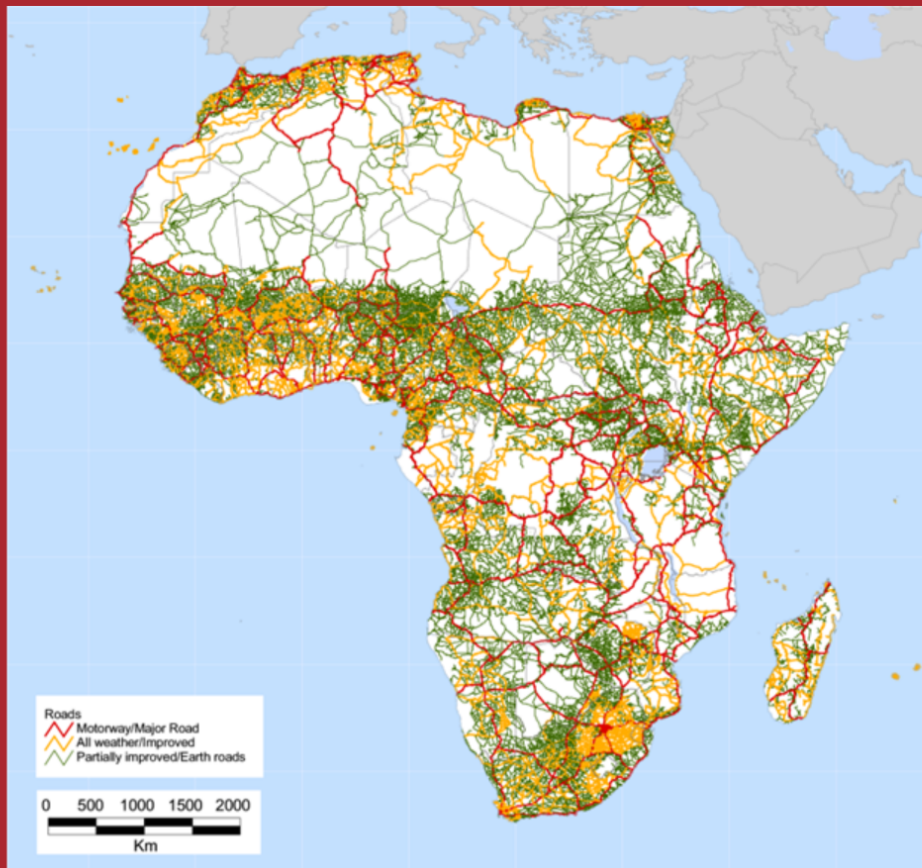 Roads
Motorway/Major Road
All weather/Improved
Partially improved/Earth roads
0 500 1000 1500 2000
Km